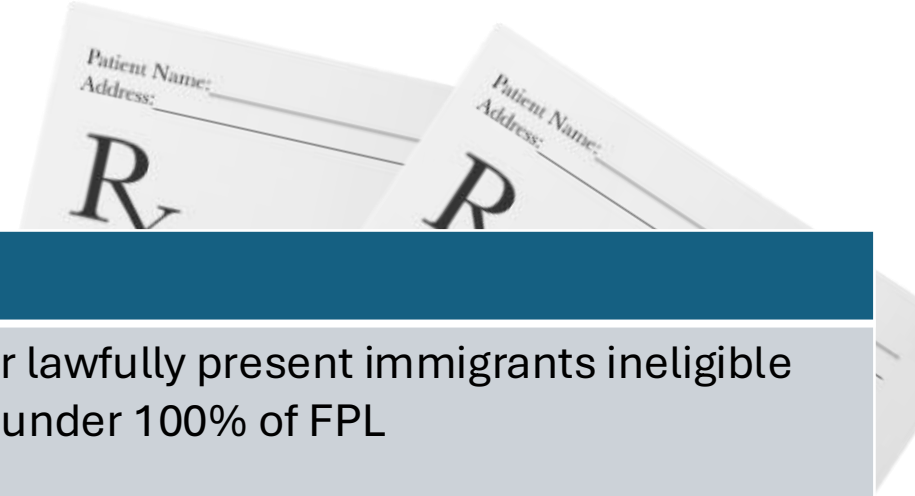 Patient Name:
Address:
R
Patient Name:
Address:
R
r lawfully present immigrants ineligible
under 100% of FPL